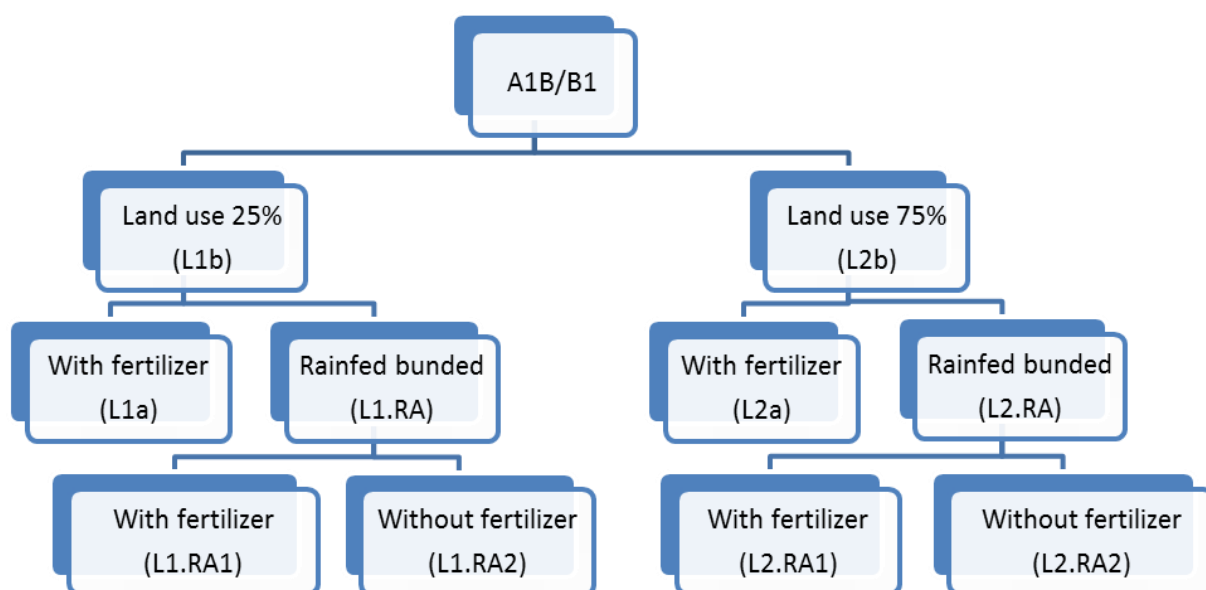 A1B/B1
Land use 25%
(L1b)
Land use 75%
(L2b)
With fertilizer
(L1a)
Rainfed bunded
(L1.RA)
With fertilizer
(L2a)
Rainfed bunded
(L2.RA)
With fertilizer
(L1.RA1)
Without fertilizer
(L1.RA2)
With fertilizer
(L2.RA1)
Without fertilizer
(L2.RA2)